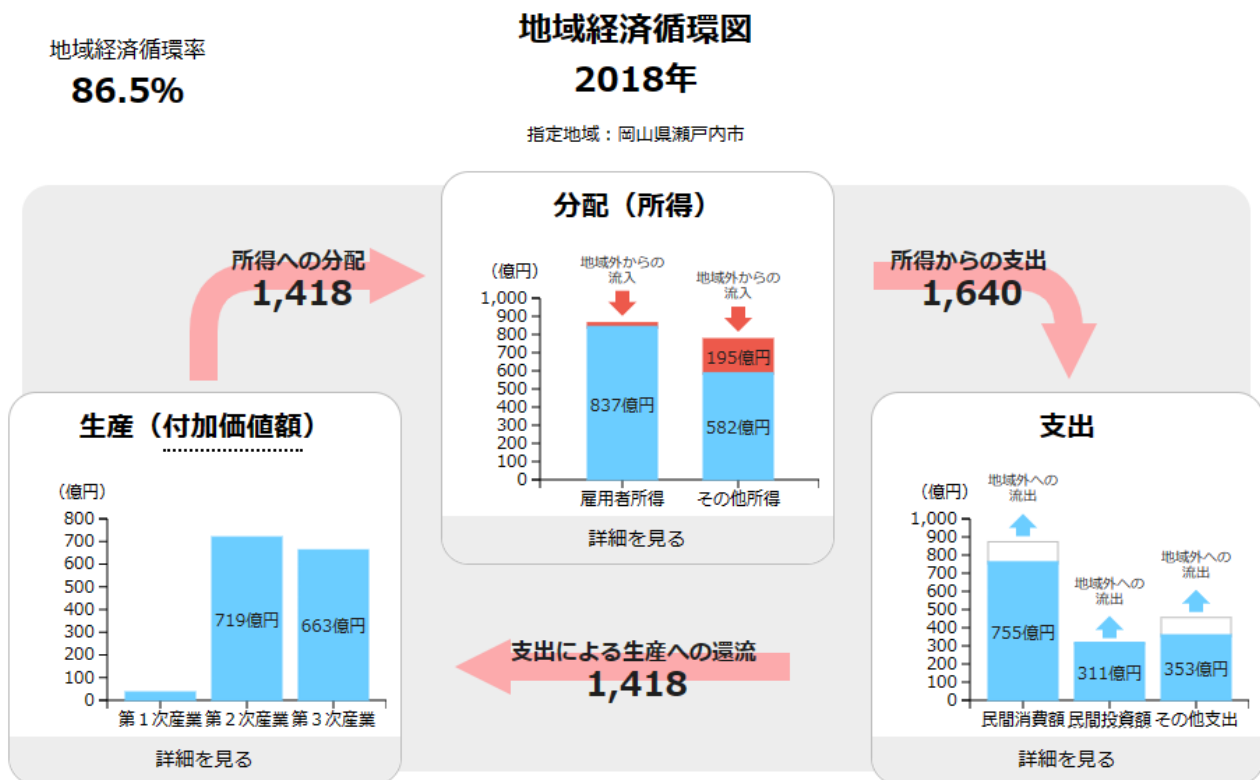 地域経済循環図
2018年
指定地域：岡山県瀬戸内市
地域経済循環率
86.5%
所得への分配
1,418
分配（所得）
（億円）
1,000
900
800
700
600
500
400
300
200
100
0
地域外からの
流入
地域外からの
流入
837億円
195億円
582億円
雇用者所得
その他所得
詳細を見る
所得からの支出
1,640
生産（付加価値額）
（億円）
800
700
600
500
400
300
200
100
0
719億円
663億円
第１次産業
第２次産業
第３次産業
詳細を見る
支出による生産への還流
1,418
支出
（億円）
1,000
900
800
700
600
500
400
300
200
100
0
地域外への
流出
地域外への
流出
地域外への
流出
755億円
311億円
353億円
民間消費額
民間投資額
その他支出
詳細を見る